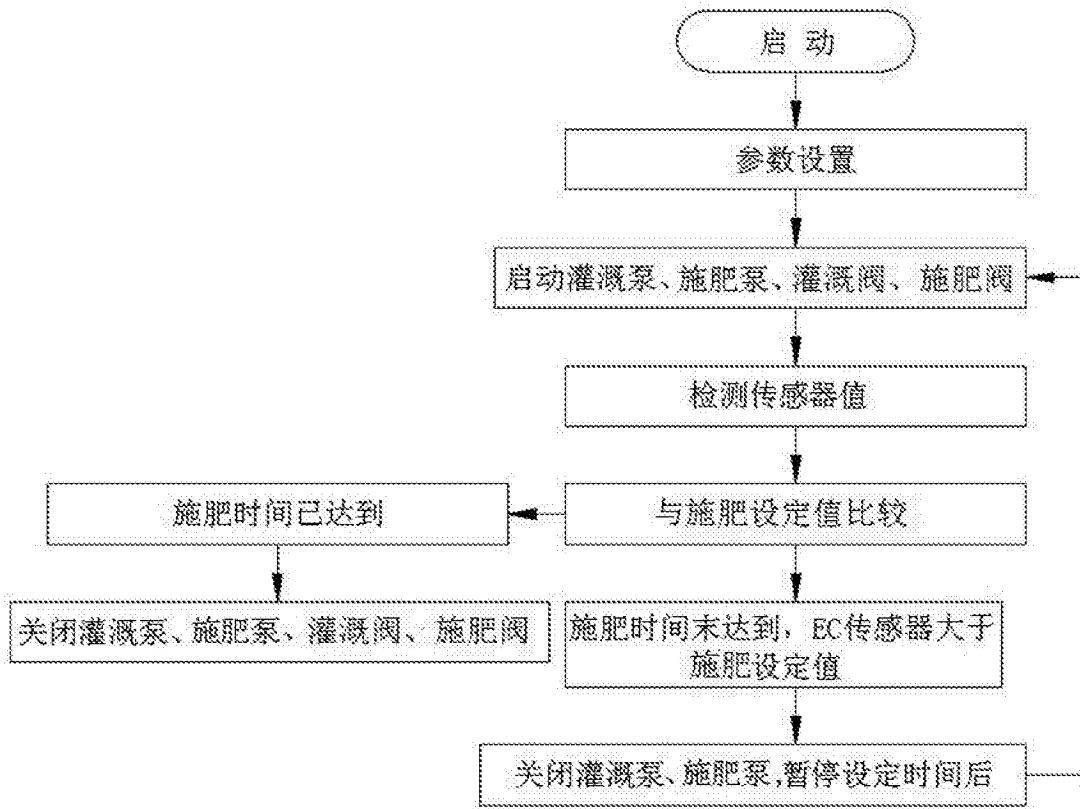 启 动
参数设置
启动灌溉泵、施肥泵、灌溉阀、施肥阀
检测传感器值
施肥时间已达到
与施肥设定值比较
关闭灌溉泵、施肥泵、灌溉阀、施肥阀
施肥时间末达到，EC传感器大于
施肥设定值
关闭灌溉泵、施肥泵,暂停设定时间后